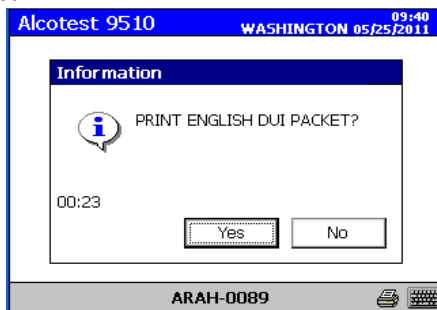 Alcotest 9510
09:40
WASHINGTON 05/25/2011
Information
PRINT ENGLISH DUI PACKET?
00:23
Yes
No
ARAH-0089